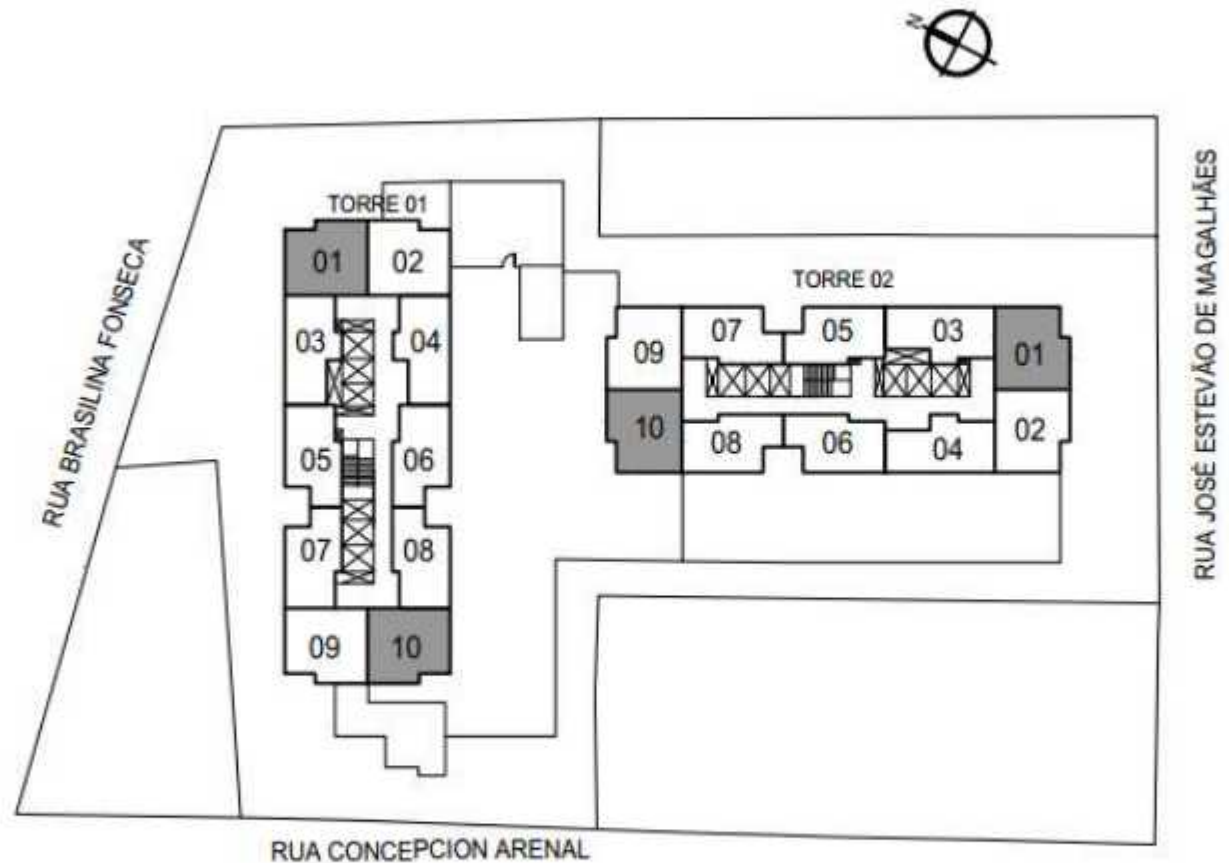 N
TORRE 01
01 02
03 04
05 06
07 08
09 10
TORRE 02
09 07 05 03 01
10 08 06 04 02
RUA BRASILINA FONSECA
RUA JOSÉ ESTEVÃO DE MAGALHÃES
RUA CONCEPCION ARENAL